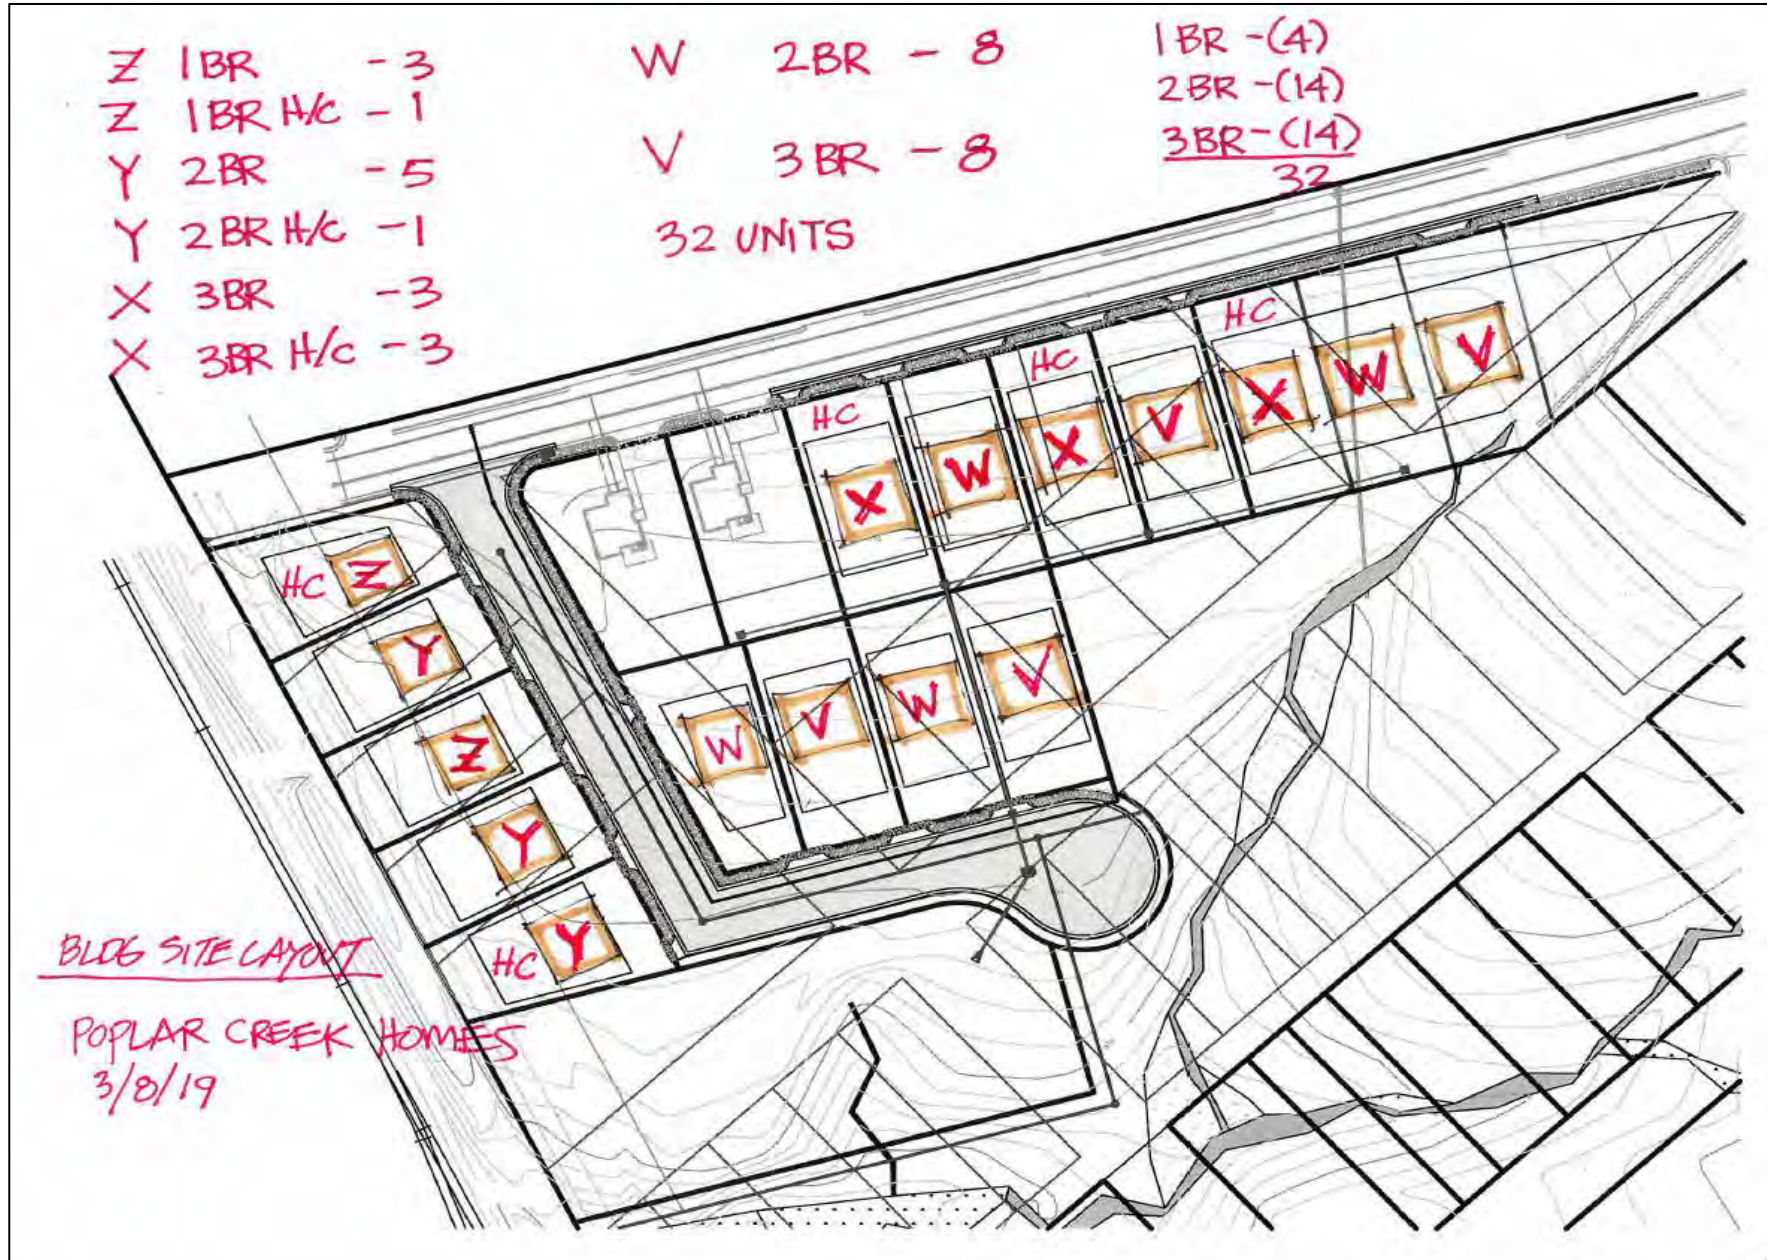 Z 1BR - 3
Z 1BR H/C - 1
Y 2BR - 5
Y 2BR H/C - 1
X 3BR - 3
X 3BR H/C - 3
W 2BR - 8
V 3BR - 8
32 UNITS
1BR - (4)
2BR - (14)
3BR - (14)
32
HC
X
W
HC
X
V
HC
X
W
V
HC Z
Y
Z
Y
HC Y
W
V
W
V
BLDG SITE LAYOUT
POPLAR CREEK HOMES
3/8/19